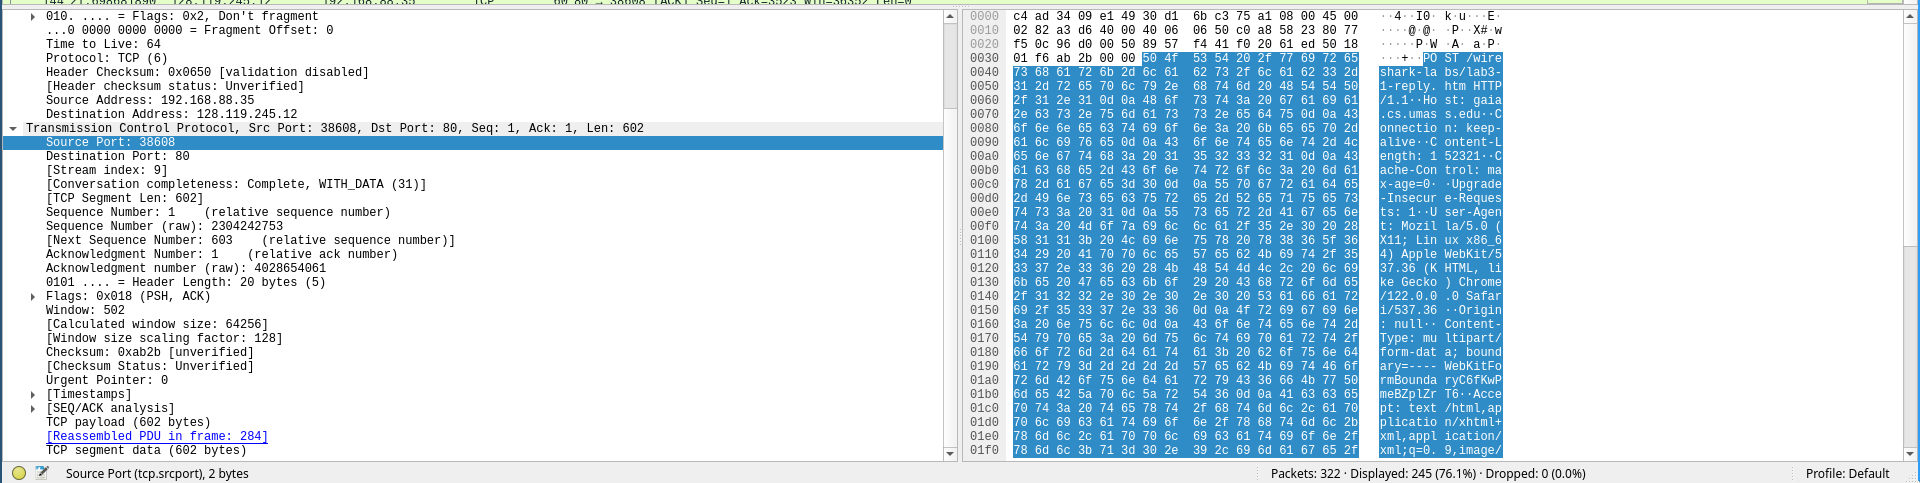 144 21.698681890 128.119.245.12 192.168.88.35 TCP 60 80 → 38608 [ACK] Seq=1 Ack=3523 Win=36352 Len=0
010. .... = Flags: 0x2, Don't fragment
...0 0000 0000 0000 = Fragment Offset: 0
Time to Live: 64
Protocol: TCP (6)
Header Checksum: 0x0650 [validation disabled]
[Header checksum status: Unverified]
Source Address: 192.168.88.35
Destination Address: 128.119.245.12
Transmission Control Protocol, Src Port: 38608, Dst Port: 80, Seq: 1, Ack: 1, Len: 602
Source Port: 38608
Destination Port: 80
[Stream index: 9]
[Conversation completeness: Complete, WITH_DATA (31)]
[TCP Segment Len: 602]
Sequence Number: 1    (relative sequence number)
Sequence Number (raw): 2304242753
[Next Sequence Number: 603    (relative sequence number)]
Acknowledgment Number: 1    (relative ack number)
Acknowledgment number (raw): 4028654061
0101 .... = Header Length: 20 bytes (5)
Flags: 0x018 (PSH, ACK)
Window: 502
[Calculated window size: 64256]
[Window size scaling factor: 128]
Checksum: 0xab2b [unverified]
[Checksum Status: Unverified]
Urgent Pointer: 0
[Timestamps]
[SEQ/ACK analysis]
TCP payload (602 bytes)
[Reassembled PDU in frame: 284]
TCP segment data (602 bytes)
0000 c4 ad 34 09 e1 49 30 d1 6b c3 75 a1 08 00 45 00 ··4··I0· k·u···E·
0010 02 82 a3 d6 40 00 40 06 06 50 c0 a8 58 23 80 77 ····@·@· ·P··X#·w
0020 f5 0c 96 d0 00 50 89 57 f4 41 f0 20 61 ed 50 18 ·····P·W ·A· a·P·
0030 01 f6 ab 2b 00 00 50 4f 53 54 20 2f 77 69 72 65 ···+··PO ST /wire
0040 73 68 61 72 6b 2d 6c 61 62 73 2f 6c 61 62 33 2d shark-la bs/lab3-
0050 31 2d 72 65 70 6c 79 2e 68 74 6d 20 48 54 54 50 1-reply. htm HTTP
0060 2f 31 2e 31 0d 0a 48 6f 73 74 3a 20 67 61 69 61 /1.1··Ho st: gaia
0070 2e 63 73 2e 75 6d 61 73 73 2e 65 64 75 0d 0a 43 .cs.umas s.edu··C
0080 6f 6e 6e 65 63 74 69 6f 6e 3a 20 6b 65 65 70 2d onnectio n: keep-
0090 61 6c 69 76 65 0d 0a 43 6f 6e 74 65 6e 74 2d 4c alive··C ontent-L
00a0 65 6e 67 74 68 3a 20 31 35 32 33 32 31 0d 0a 43 ength: 1 52321··C
00b0 61 63 68 65 2d 43 6f 6e 74 72 6f 6c 3a 20 6d 61 ache-Con trol: ma
00c0 78 2d 61 67 65 3d 30 0d 0a 55 70 67 72 61 64 65 x-age=0· ·Upgrade
00d0 2d 49 6e 73 65 63 75 72 65 2d 52 65 71 75 65 73 -Insecur e-Reques
00e0 74 73 3a 20 31 0d 0a 55 73 65 72 2d 41 67 65 6e ts: 1··U ser-Agen
00f0 74 3a 20 4d 6f 7a 69 6c 6c 61 2f 35 2e 30 20 28 t: Mozil la/5.0 (
0100 58 31 31 3b 20 4c 69 6e 75 78 20 78 38 36 5f 36 X11; Lin ux x86_6
0110 34 29 20 41 70 70 6c 65 57 65 62 4b 69 74 2f 35 4) Apple WebKit/5
0120 33 37 2e 33 36 20 28 4b 48 54 4d 4c 2c 20 6c 69 37.36 (K HTML, li
0130 6b 65 20 47 65 63 6b 6f 29 20 43 68 72 6f 6d 65 ke Gecko ) Chrome
0140 2f 31 32 32 2e 30 2e 30 2e 30 20 53 61 66 61 72 /122.0.0 .0 Safar
0150 69 2f 35 33 37 2e 33 36 0d 0a 4f 72 69 67 69 6e i/537.36 ··Origin
0160 3a 20 6e 75 6c 6c 0d 0a 43 6f 6e 74 65 6e 74 2d : null·· Content-
0170 54 79 70 65 3a 20 6d 75 6c 74 69 70 61 72 74 2f Type: mu ltipart/
0180 66 6f 72 6d 2d 64 61 74 61 3b 20 62 6f 75 6e 64 form-dat a; bound
0190 61 72 79 3d 2d 2d 2d 2d 57 65 62 4b 69 74 46 6f ary=---- WebKitFo
01a0 72 6d 42 6f 75 6e 64 61 72 79 43 36 66 4b 77 50 rmBounda ryC6fKwP
01b0 6d 65 42 5a 70 6c 5a 72 54 36 0d 0a 41 63 63 65 meBZplZr T6··Acce
01c0 70 74 3a 20 74 65 78 74 2f 68 74 6d 6c 2c 61 70 pt: text /html,ap
01d0 70 6c 69 63 61 74 69 6f 6e 2f 78 68 74 6d 6c 2b plicatio n/xhtml+
01e0 78 6d 6c 2c 61 70 70 6c 69 63 61 74 69 6f 6e 2f xml,appl ication/
01f0 78 6d 6c 3b 71 3d 30 2e 39 2c 69 6d 61 67 65 2f xml;q=0. 9,image/
Source Port (tcp.srcport), 2 bytes
Packets: 322 · Displayed: 245 (76.1%) · Dropped: 0 (0.0%)
Profile: Default